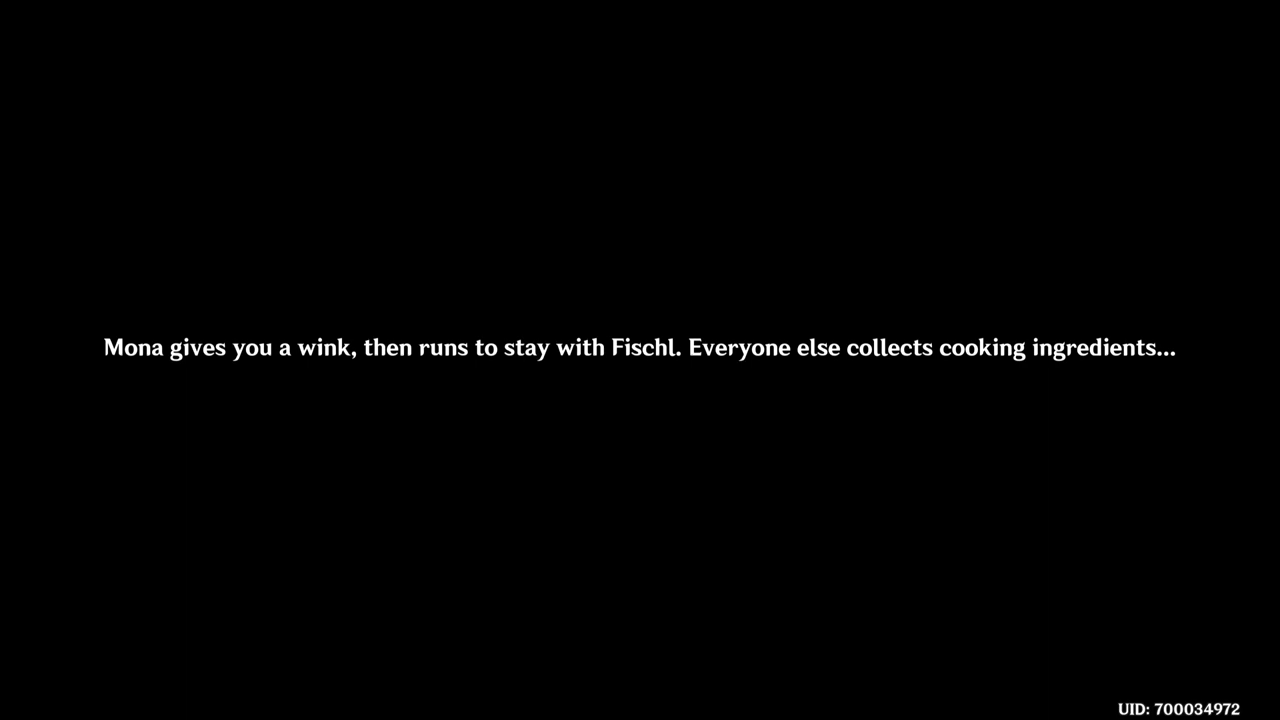 Mona gives you a wink, then runs to stay with Fischl. Everyone else collects cooking ingredients...
UID: 700034972